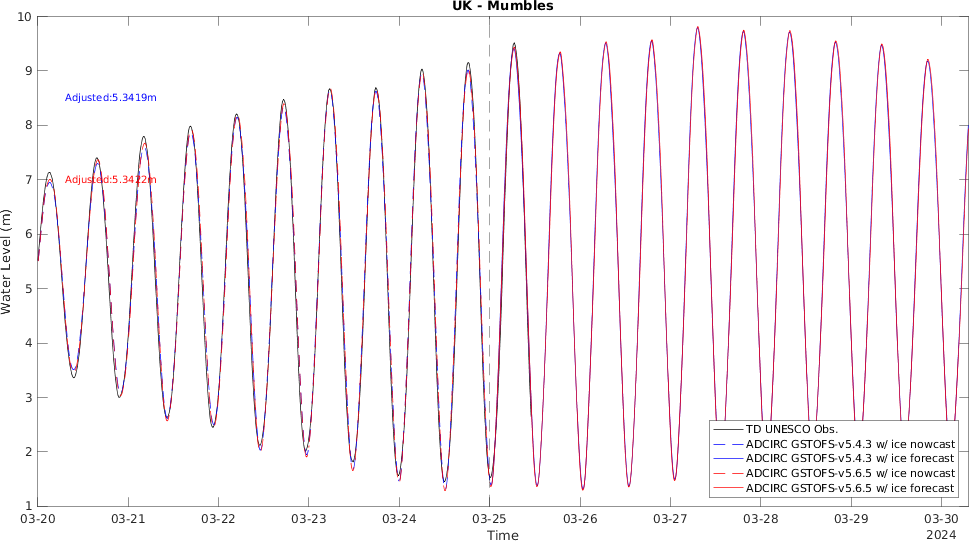 UK - Mumbles
10
9
8
7
6
5
4
3
2
1
Water Level (m)
Adjusted:5.3419m
Adjusted:5.3422m
TD UNESCO Obs.
ADCIRC GSTOFS-v5.4.3 w/ ice nowcast
ADCIRC GSTOFS-v5.4.3 w/ ice forecast
ADCIRC GSTOFS-v5.6.5 w/ ice nowcast
ADCIRC GSTOFS-v5.6.5 w/ ice forecast
03-20 03-21 03-22 03-23 03-24 03-25 03-26 03-27 03-28 03-29 03-30
Time 2024